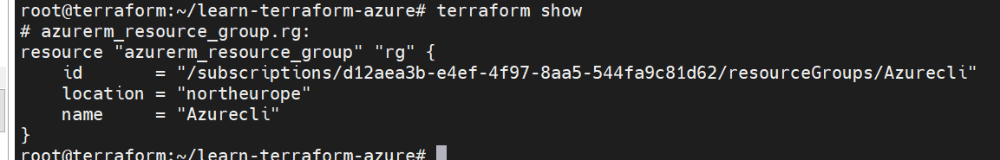 root@terraform:~/learn-terraform-azure# terraform show
# azurerm_resource_group.rg:
resource "azurerm_resource_group" "rg" {
    id       = "/subscriptions/d12aea3b-e4ef-4f97-8aa5-544fa9c81d62/resourceGroups/Azurecli"
    location = "northeurope"
    name     = "Azurecli"
}
root@terraform:~/learn-terraform-azure#